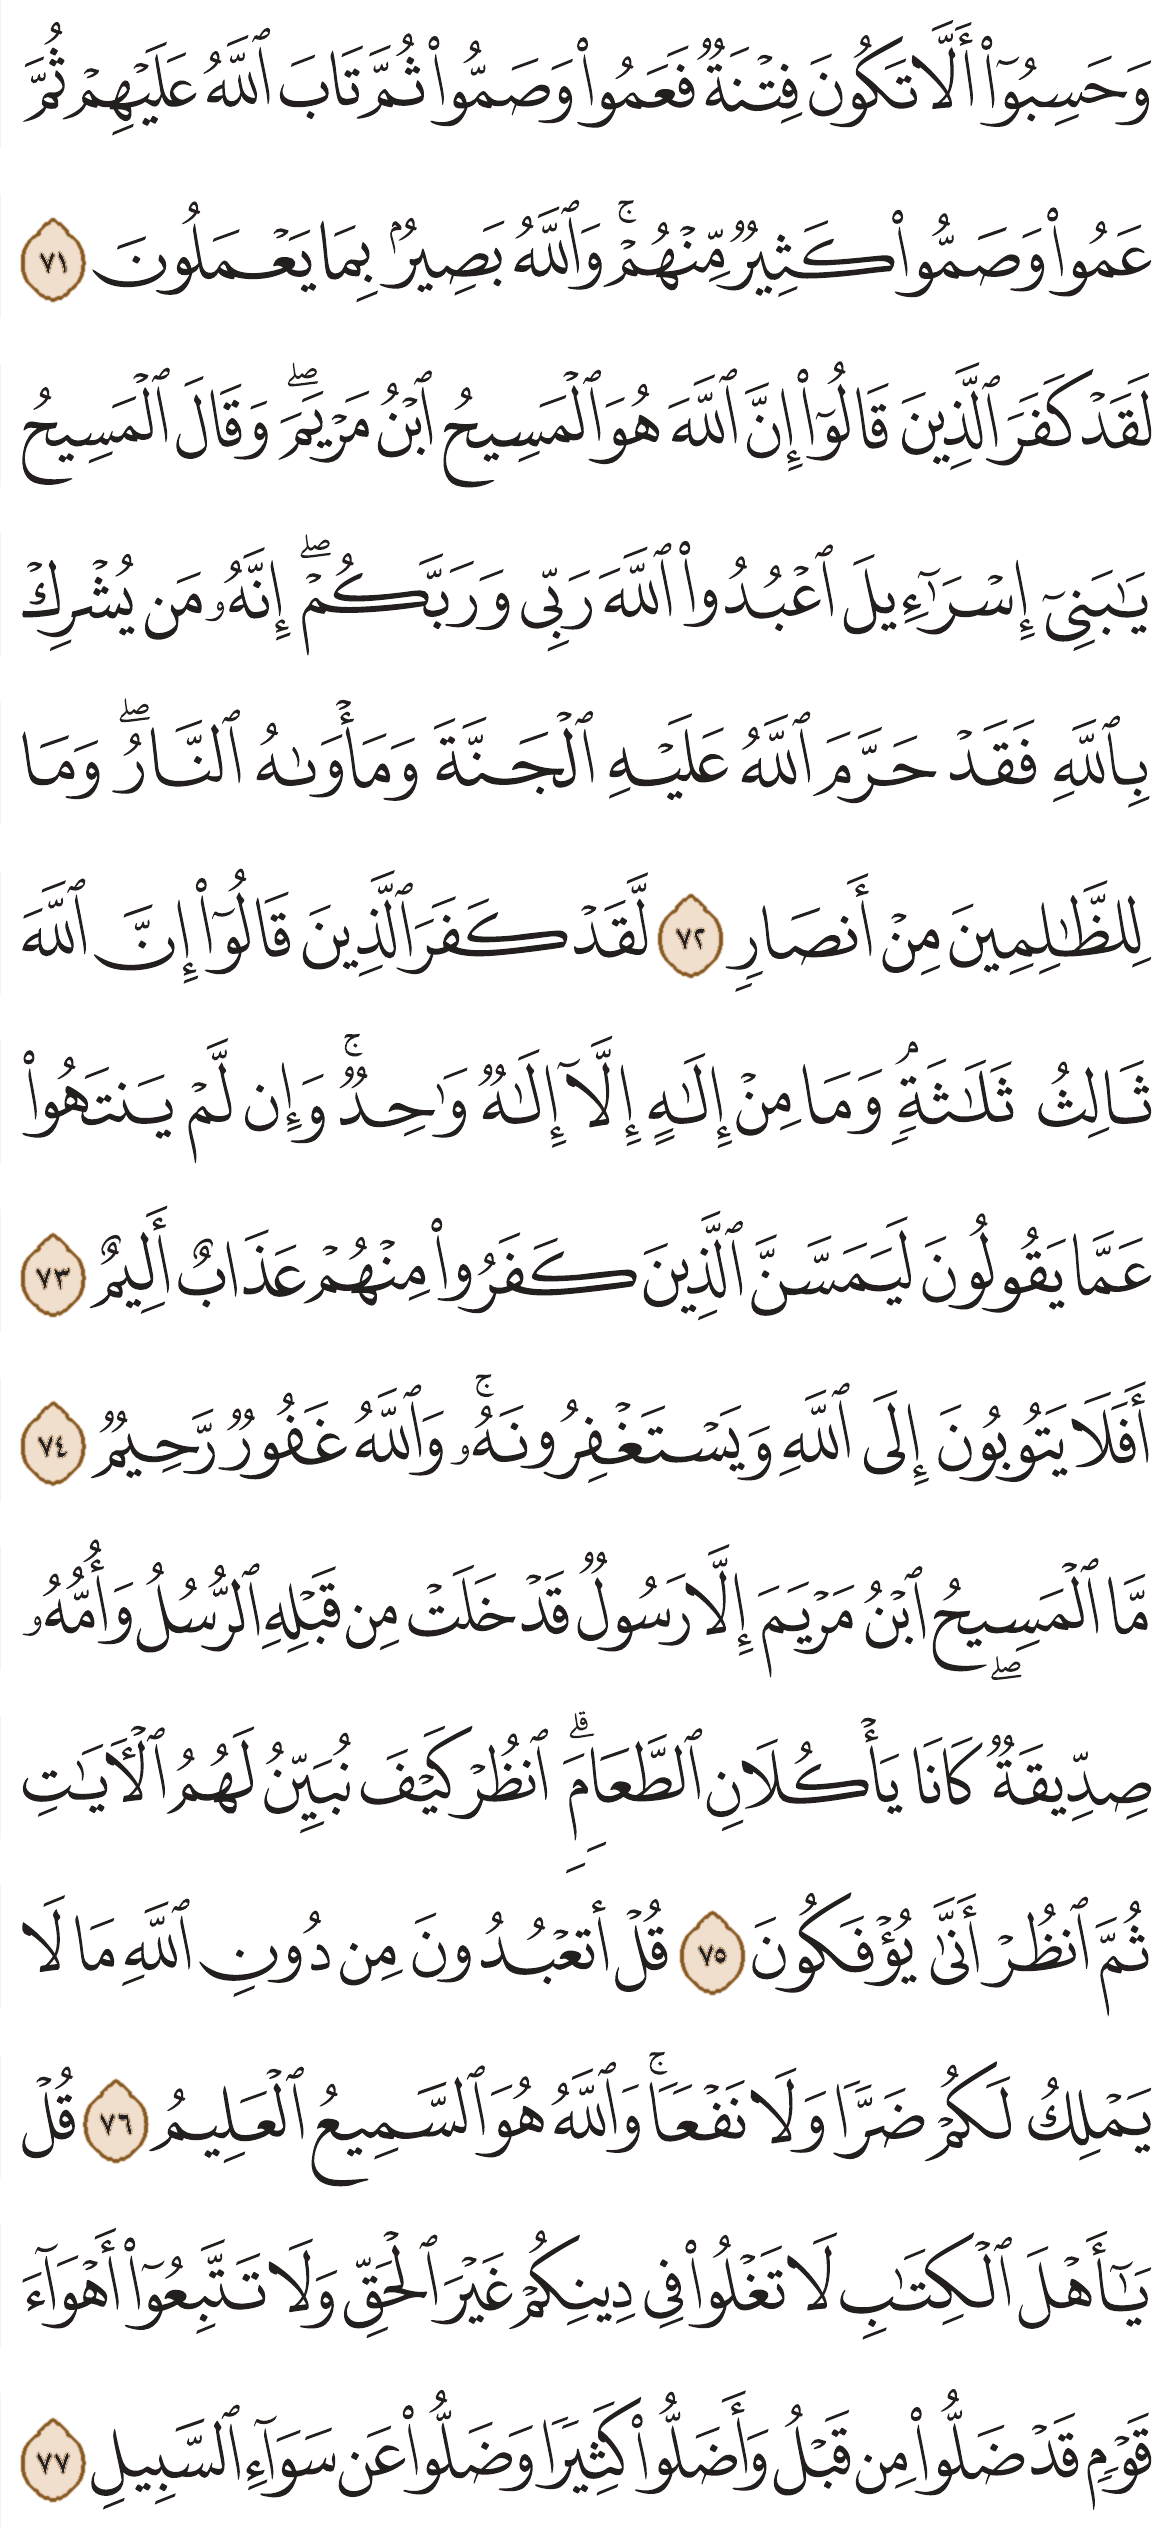 وَحَسِبُوٓا۟ أَلَّا تَكُونَ فِتْنَةٌ فَعَمُوا۟ وَصَمُّوا۟ ثُمَّ تَابَ ٱللَّهُ عَلَيْهِمْ ثُمَّ
عَمُوا۟ وَصَمُّوا۟ كَثِيرٌ مِّنْهُمْ ۚ وَٱللَّهُ بَصِيرٌۢ بِمَا يَعْمَلُونَ ٧١
لَقَدْ كَفَرَ ٱلَّذِينَ قَالُوٓا۟ إِنَّ ٱللَّهَ هُوَ ٱلْمَسِيحُ ٱبْنُ مَرْيَمَ ۖ وَقَالَ ٱلْمَسِيحُ
يَـٰبَنِىٓ إِسْرَٰٓءِيلَ ٱعْبُدُوا۟ ٱللَّهَ رَبِّى وَرَبَّكُمْ ۖ إِنَّهُۥ مَن يُشْرِكْ
بِٱللَّهِ فَقَدْ حَرَّمَ ٱللَّهُ عَلَيْهِ ٱلْجَنَّةَ وَمَأْوَىٰهُ ٱلنَّارُ ۖ وَمَا
لِلظَّـٰلِمِينَ مِنْ أَنصَارٍ ٧٢ لَّقَدْ كَفَرَ ٱلَّذِينَ قَالُوٓا۟ إِنَّ ٱللَّهَ
ثَالِثُ ثَلَـٰثَةٍۢ وَمَا مِنْ إِلَـٰهٍ إِلَّآ إِلَـٰهٌ وَٰحِدٌ ۚ وَإِن لَّمْ يَنتَهُوا۟
عَمَّا يَقُولُونَ لَيَمَسَّنَّ ٱلَّذِينَ كَفَرُوا۟ مِنْهُمْ عَذَابٌ أَلِيمٌ ٧٣
أَفَلَا يَتُوبُونَ إِلَى ٱللَّهِ وَيَسْتَغْفِرُونَهُۥ ۚ وَٱللَّهُ غَفُورٌ رَّحِيمٌ ٧٤
مَّا ٱلْمَسِيحُ ٱبْنُ مَرْيَمَ إِلَّا رَسُولٌ قَدْ خَلَتْ مِن قَبْلِهِ ٱلرُّسُلُ وَأُمُّهُۥ
صِدِّيقَةٌ ۖ كَانَا يَأْكُلَانِ ٱلطَّعَامَ ۗ ٱنظُرْ كَيْفَ نُبَيِّنُ لَهُمُ ٱلْـَٔايَـٰتِ
ثُمَّ ٱنظُرْ أَنَّىٰ يُؤْفَكُونَ ٧٥ قُلْ أَتَعْبُدُونَ مِن دُونِ ٱللَّهِ مَا لَا
يَمْلِكُ لَكُمْ ضَرًّا وَلَا نَفْعًا ۚ وَٱللَّهُ هُوَ ٱلسَّمِيعُ ٱلْعَلِيمُ ٧٦ قُلْ
يَـٰٓأَهْلَ ٱلْكِتَـٰبِ لَا تَغْلُوا۟ فِى دِينِكُمْ غَيْرَ ٱلْحَقِّ وَلَا تَتَّبِعُوٓا۟ أَهْوَآءَ
قَوْمٍ قَدْ ضَلُّوا۟ مِن قَبْلُ وَأَضَلُّوا۟ كَثِيرًا وَضَلُّوا۟ عَن سَوَآءِ ٱلسَّبِيلِ ٧٧